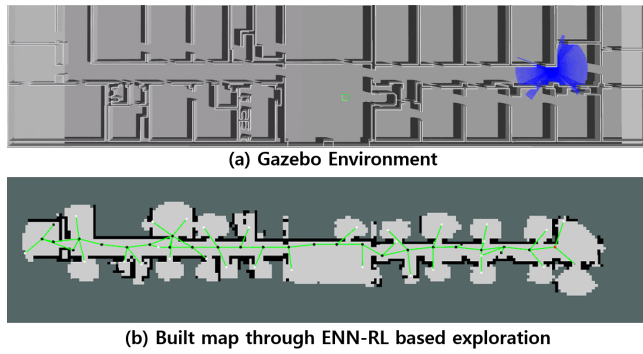 (a) Gazebo Environment
(b) Built map through ENN-RL based exploration